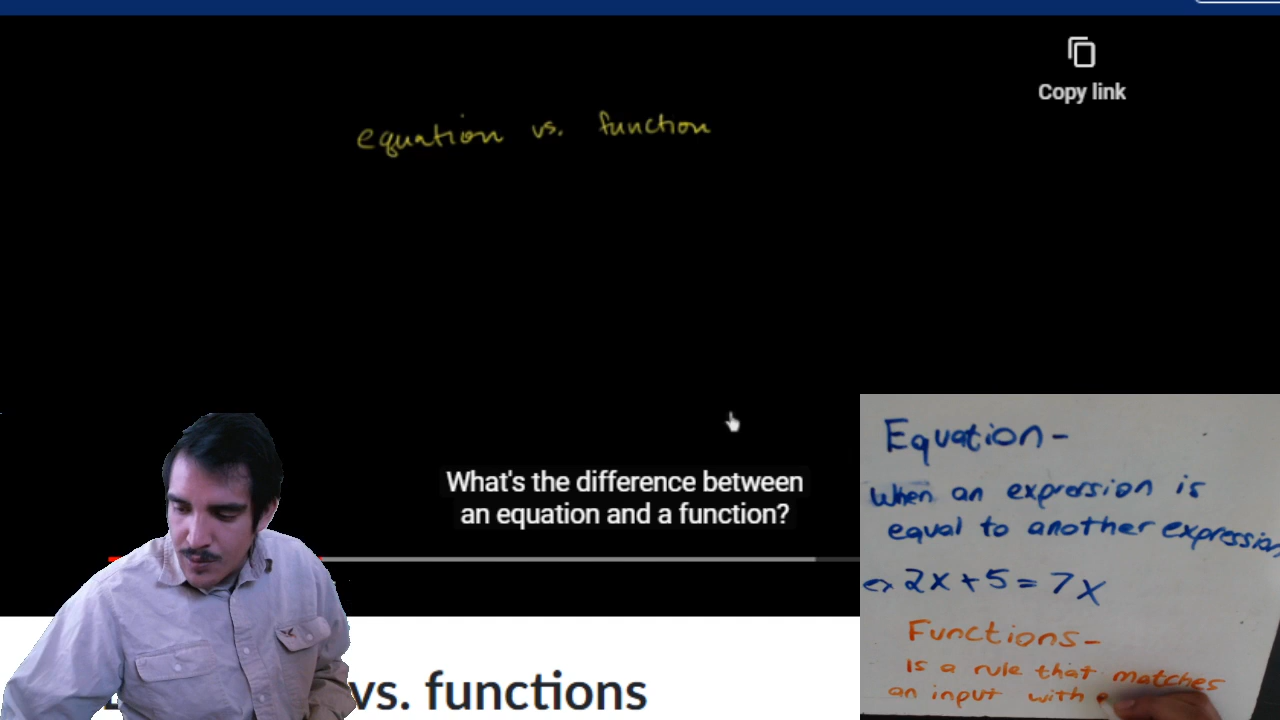 Copy link
equation vs. function
What's the difference between
an equation and a function?
vs. functions
Equation-
When an expression is
equal to another expression
ex 2x+5=7x
Functions-
Is a rule that matches
an input with